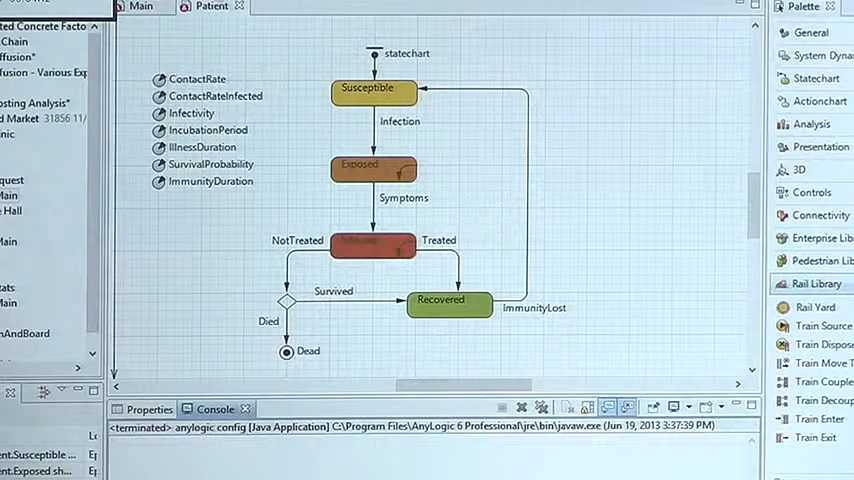 Main
Patient
Palette
ted Concrete Facto
Chain
ffusion"
ffusion - Various Exp
osting Analysis*
d Market 31856 11/
nic
quest
Main
e Hall
Main
tats
Main
nAndBoard
statechart
ContactRate
ContactRateInfected
Infectivity
IncubationPeriod
IllnessDuration
SurvivalProbability
ImmunityDuration
Susceptible
Infection
Exposed
Symptoms
NotTreated
Treated
Survived
Recovered
ImmunityLost
Died
Dead
General
System Dyna
Statechart
Actionchart
Analysis
Presentation
3D
Controls
Connectivity
Enterprise Lib
Pedestrian Lib
Rail Library
Rail Yard
Train Source
Train Dispose
Train Move T
Train Couple
Train Decoup
Train Enter
Train Exit
Properties
Console
<terminated> anylogic config [Java Application] C:\Program Files\AnyLogic 6 Professional\jre\bin\javaw.exe (Jun 19, 2013 3:37:39 PM)
ent.Susceptible ...
ent.Exposed sh...